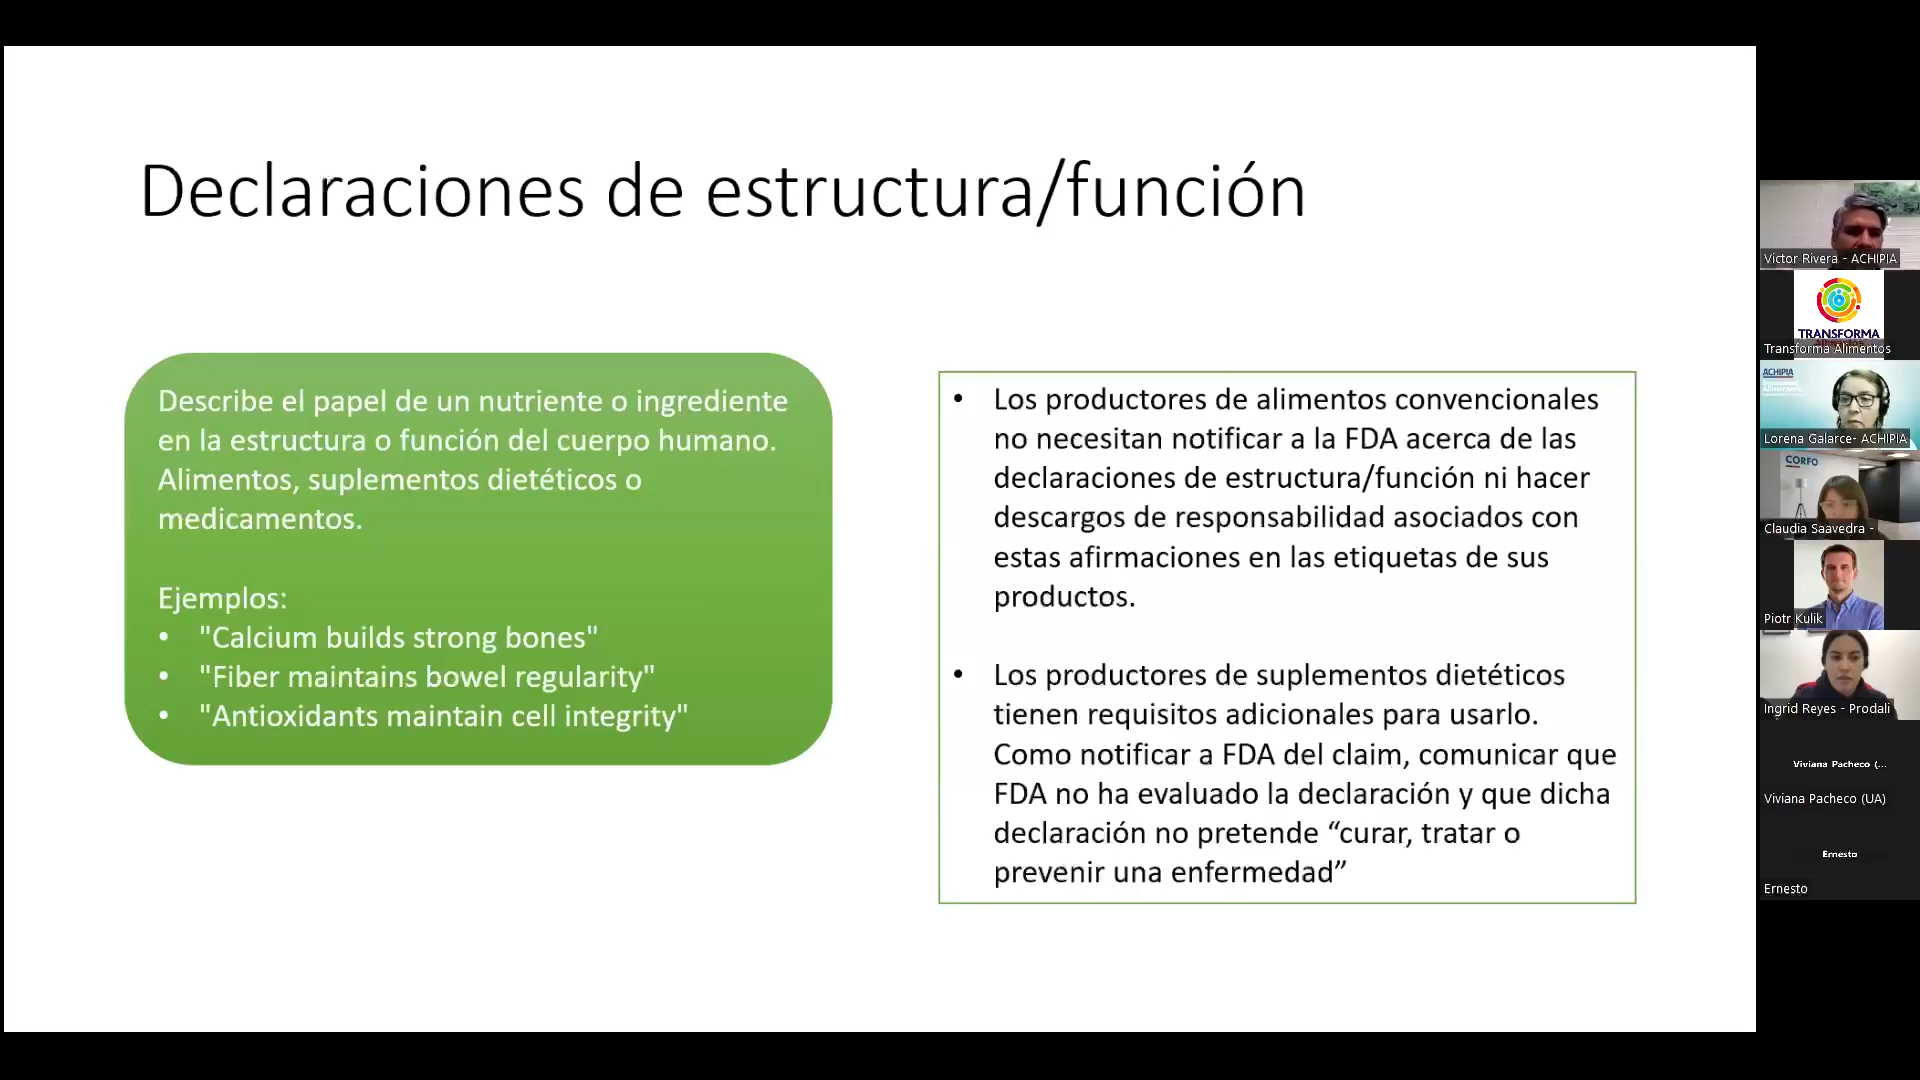 Declaraciones de estructura/función
Describe el papel de un nutriente o ingrediente
en la estructura o función del cuerpo humano.
Alimentos, suplementos dietéticos o
medicamentos.
Ejemplos:
• "Calcium builds strong bones"
• "Fiber maintains bowel regularity"
• "Antioxidants maintain cell integrity"
• Los productores de alimentos convencionales
no necesitan notificar a la FDA acerca de las
declaraciones de estructura/función ni hacer
descargos de responsabilidad asociados con
estas afirmaciones en las etiquetas de sus
productos.
• Los productores de suplementos dietéticos
tienen requisitos adicionales para usarlo.
Como notificar a FDA del claim, comunicar que
FDA no ha evaluado la declaración y que dicha
declaración no pretende “curar, tratar o
prevenir una enfermedad”
Victor Rivera - ACHIPIA
TRANSFORMA
Transforma Alimentos
ACHIPIA
Lorena Galarce- ACHIPIA
CORFO
Claudia Saavedra -
Piotr Kulik
Ingrid Reyes - Prodali
Viviana Pacheco (...
Viviana Pacheco (UA)
Ernesto
Ernesto